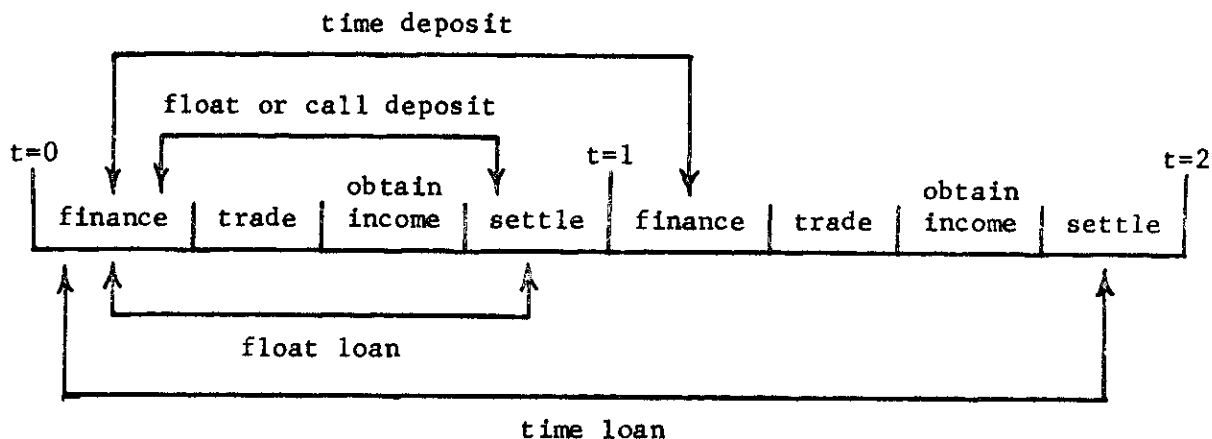 time deposit
float or call deposit
t=0
t=1
t=2
finance
trade
obtain
income
settle
finance
trade
obtain
income
settle
float loan
time loan